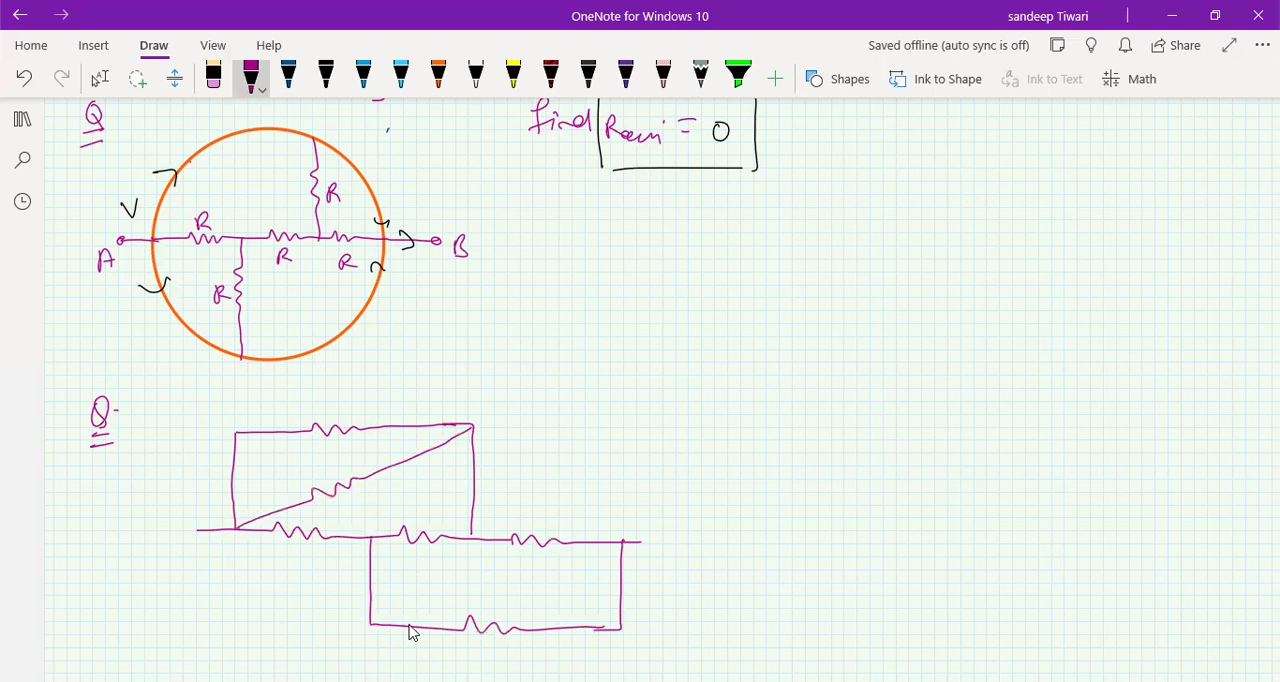 OneNote for Windows 10
sandeep Tiwari
Home Insert Draw View Help
Saved offline (auto sync is off)
Share
Shapes
Ink to Shape
Ink to Text
Math
Q
find
= 0
R
R
R
R
R
A
B
Q.